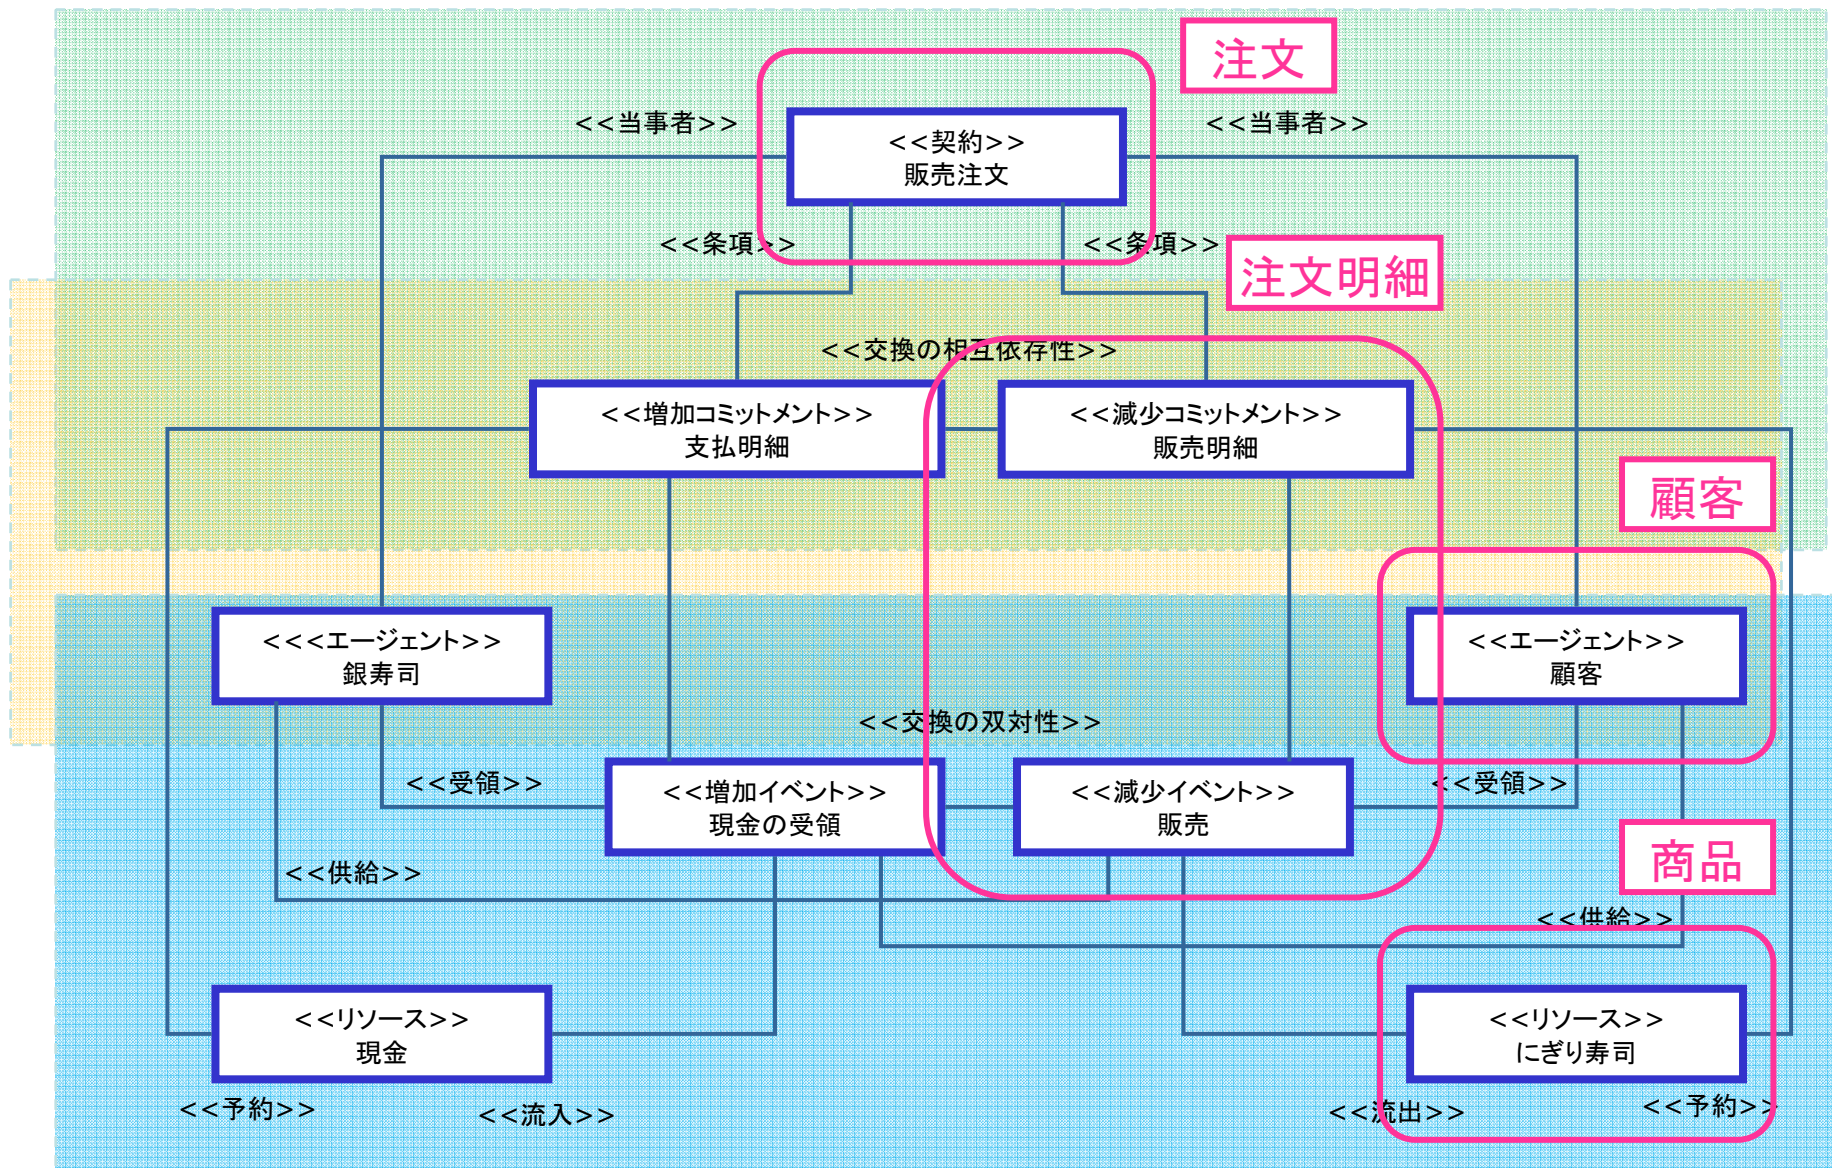 注文
<<当事者>>
<<当事者>>
<<契約>>
販売注文
<<条項>>
<<条項>>
注文明細
<<交換の相互依存性>>
<<増加コミットメント>>
支払明細
<<減少コミットメント>>
販売明細
顧客
<<<エージェント>>
銀寿司
<<エージェント>>
顧客
<<交換の双対性>>
<<受領>>
<<増加イベント>>
現金の受領
<<減少イベント>>
販売
<<受領>>
商品
<<供給>>
<<供給>>
<<リソース>>
現金
<<リソース>>
にぎり寿司
<<予約>>
<<流入>>
<<流出>>
<<予約>>